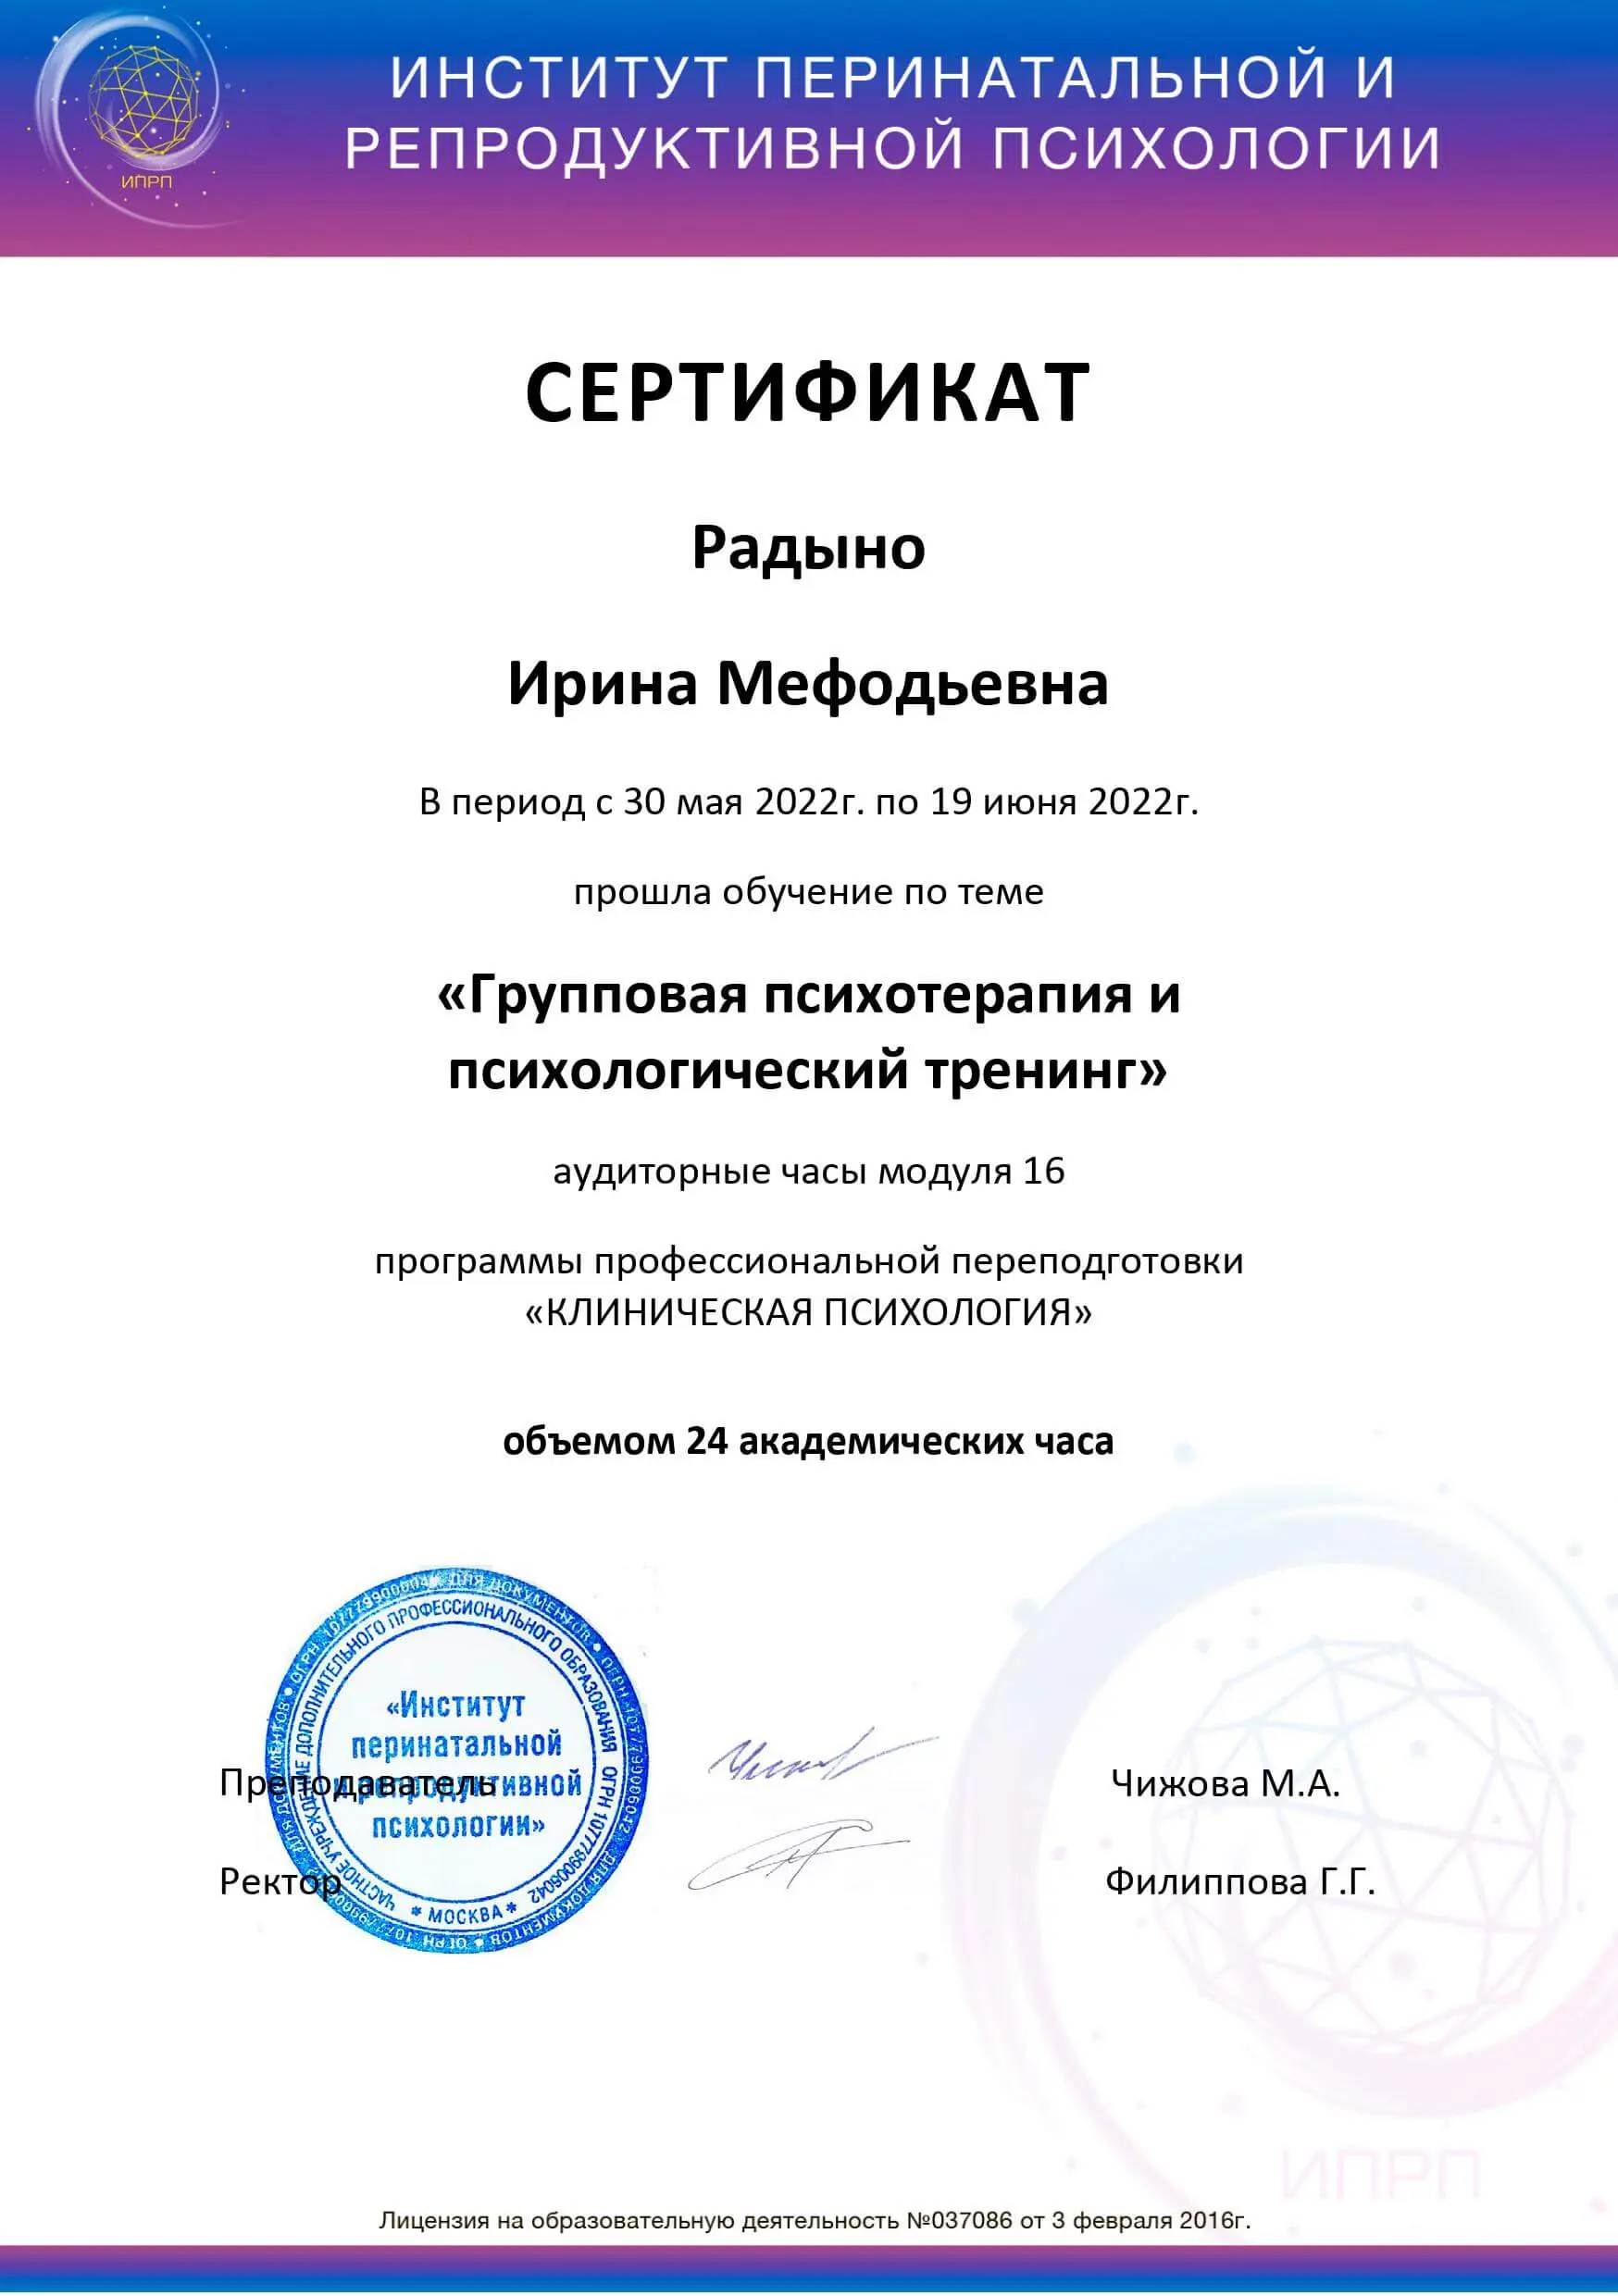 ИНСТИТУТ ПЕРИНАТАЛЬНОЙ И
РЕПРОДУКТИВНОЙ ПСИХОЛОГИИ
ИПРП
СЕРТИФИКАТ
Радыно
Ирина Мефодьевна
В период с 30 мая 2022г. по 19 июня 2022г.
прошла обучение по теме
«Групповая психотерапия и
психологический тренинг»
аудиторные часы модуля 16
программы профессиональной переподготовки
«КЛИНИЧЕСКАЯ ПСИХОЛОГИЯ»
объемом 24 академических часа
ЧАСТНОЕ УЧРЕЖДЕНИЕ ДОПОЛНИТЕЛЬНОГО ПРОФЕССИОНАЛЬНОГО ОБРАЗОВАНИЯ ОГРН 1077799006042
* МОСКВА *
«Институт
перинатальной
и репродуктивной
психологии»
Преподаватель
Чижова М.А.
Ректор
Филиппова Г.Г.
ИПРП
Лицензия на образовательную деятельность №037086 от 3 февраля 2016г.